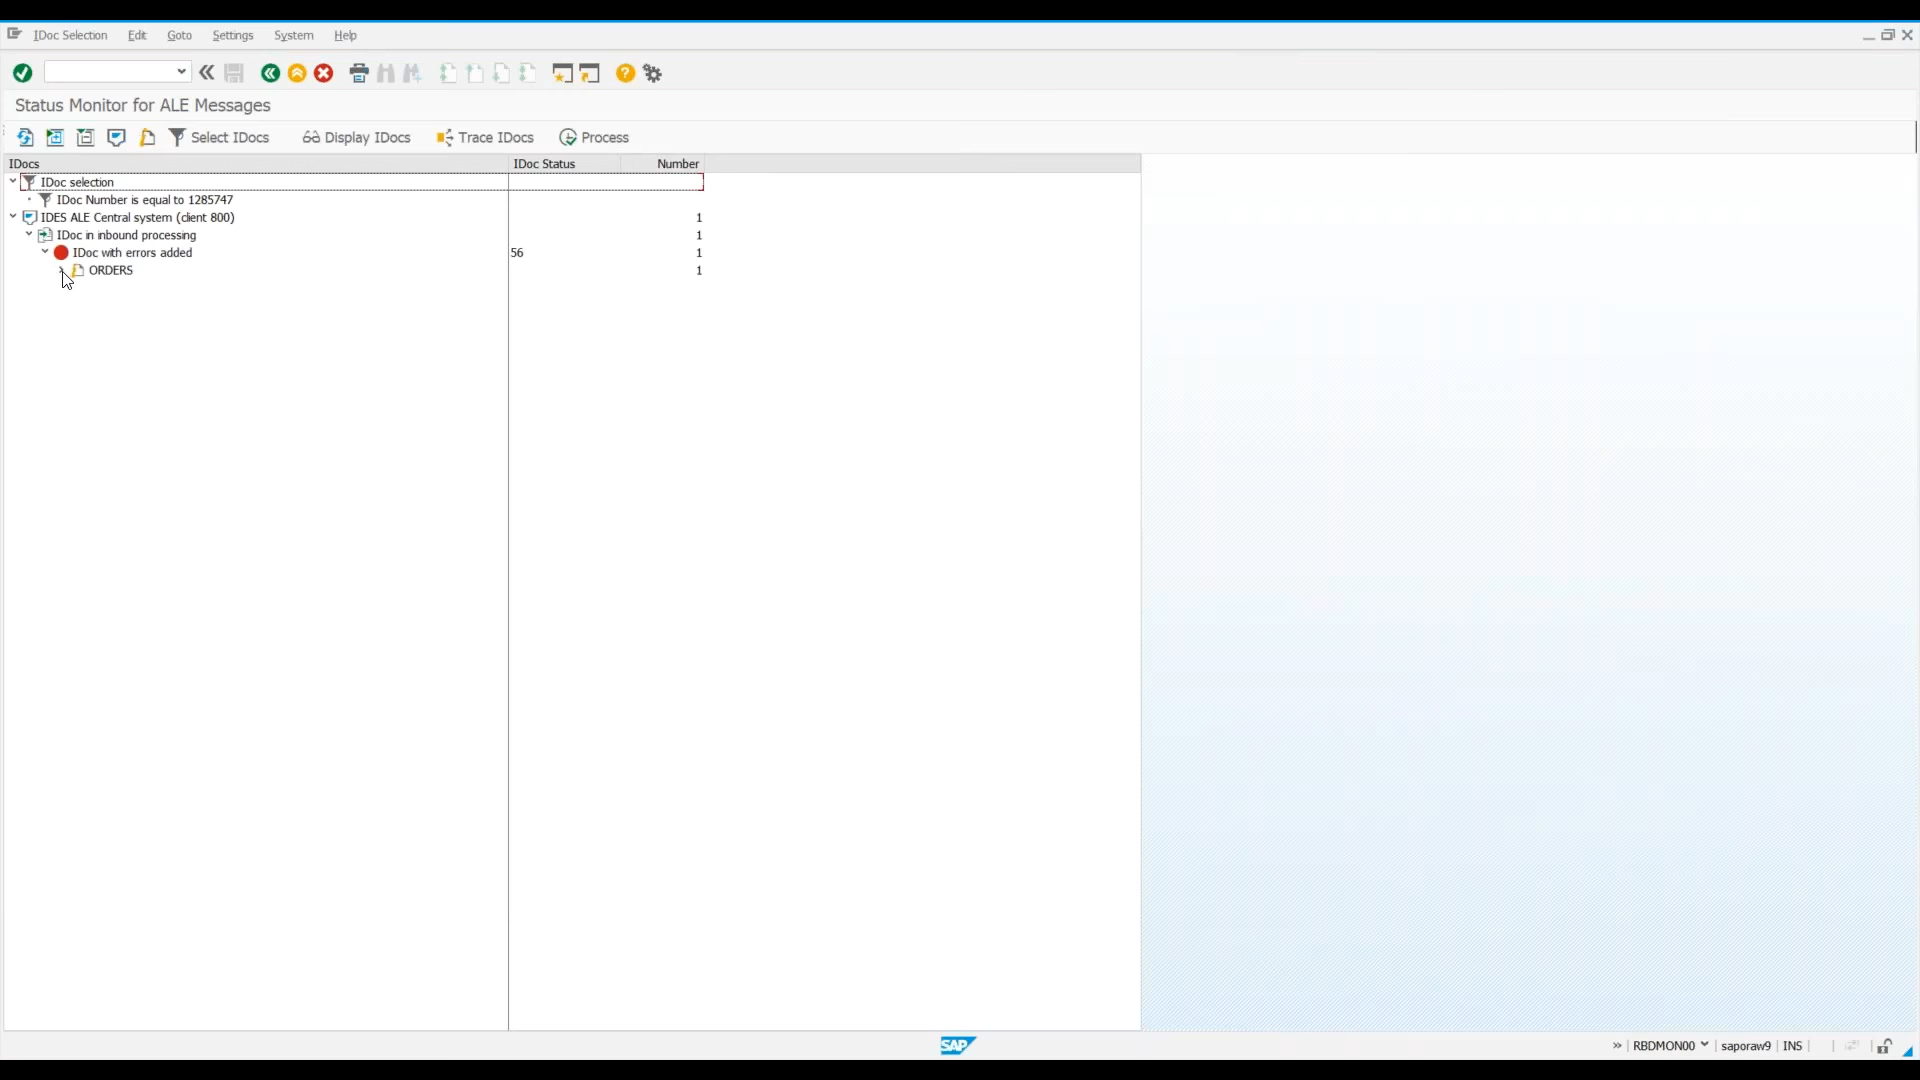 IDoc Selection Edit Goto Settings System Help
Status Monitor for ALE Messages
Select IDocs Display IDocs Trace IDocs Process
IDocs IDoc Status Number
IDoc selection
IDoc Number is equal to 1285747
IDES ALE Central system (client 800) 1
IDoc in inbound processing 1
IDoc with errors added 56 1
ORDERS 1
SAP » RBDMON00 saporaw9 INS